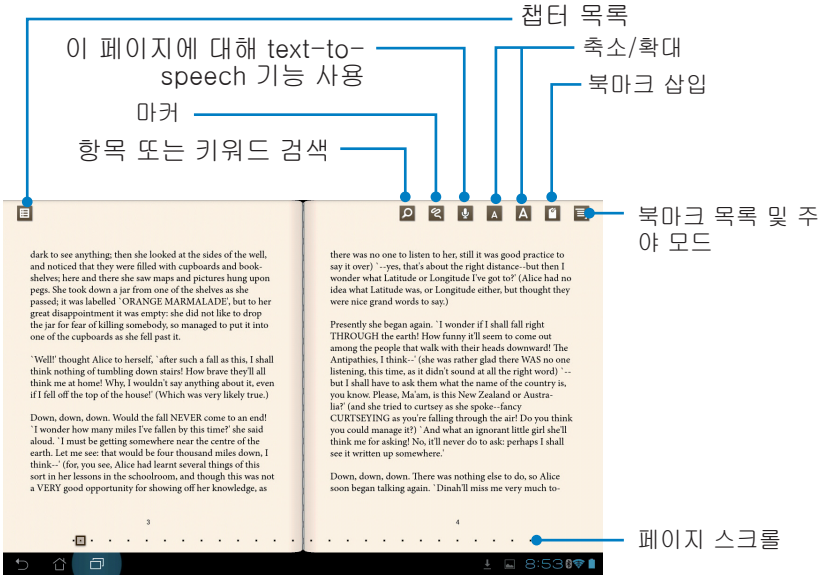 챕터 목록
이 페이지에 대해 text-to-
speech 기능 사용
축소/확대
북마크 삽입
마커
항목 또는 키워드 검색
북마크 목록 및 주
야 모드
A
A
dark to see anything; then she looked at the sides of the well,
and noticed that they were filled with cupboards and book-
shelves; here and there she saw maps and pictures hung upon
pegs. She took down a jar from one of the shelves as she
passed; it was labelled `ORANGE MARMALADE', but to her
great disappointment it was empty: she did not like to drop
the jar for fear of killing somebody, so managed to put it into
one of the cupboards as she fell past it.
`Well!' thought Alice to herself, `after such a fall as this, I shall
think nothing of tumbling down stairs! How brave they'll all
think me at home! Why, I wouldn't say anything about it, even
if I fell off the top of the house!' (Which was very likely true.)
Down, down, down. Would the fall NEVER come to an end!
`I wonder how many miles I've fallen by this time?' she said
aloud. `I must be getting somewhere near the centre of the
earth. Let me see: that would be four thousand miles down, I
think--' (for, you see, Alice had learnt several things of this
sort in her lessons in the schoolroom, and though this was not
a VERY good opportunity for showing off her knowledge, as
3
there was no one to listen to her, still it was good practice to
say it over) `--yes, that's about the right distance--but then I
wonder what Latitude or Longitude I've got to?' (Alice had no
idea what Latitude was, or Longitude either, but thought they
were nice grand words to say.)
Presently she began again. `I wonder if I shall fall right
THROUGH the earth! How funny it'll seem to come out
among the people that walk with their heads downward! The
Antipathies, I think--' (she was rather glad there WAS no one
listening, this time, as it didn't sound at all the right word) `--
but I shall have to ask them what the name of the country is,
you know. Please, Ma'am, is this New Zealand or Austra-
lia?' (and she tried to curtsey as she spoke--fancy
CURTSEYING as you're falling through the air! Do you think
you could manage it?) `And what an ignorant little girl she'll
think me for asking! No, it'll never do to ask: perhaps I shall
see it written up somewhere.'
Down, down, down. There was nothing else to do, so Alice
soon began talking again. `Dinah'll miss me very much to-
4
페이지 스크롤
8:53